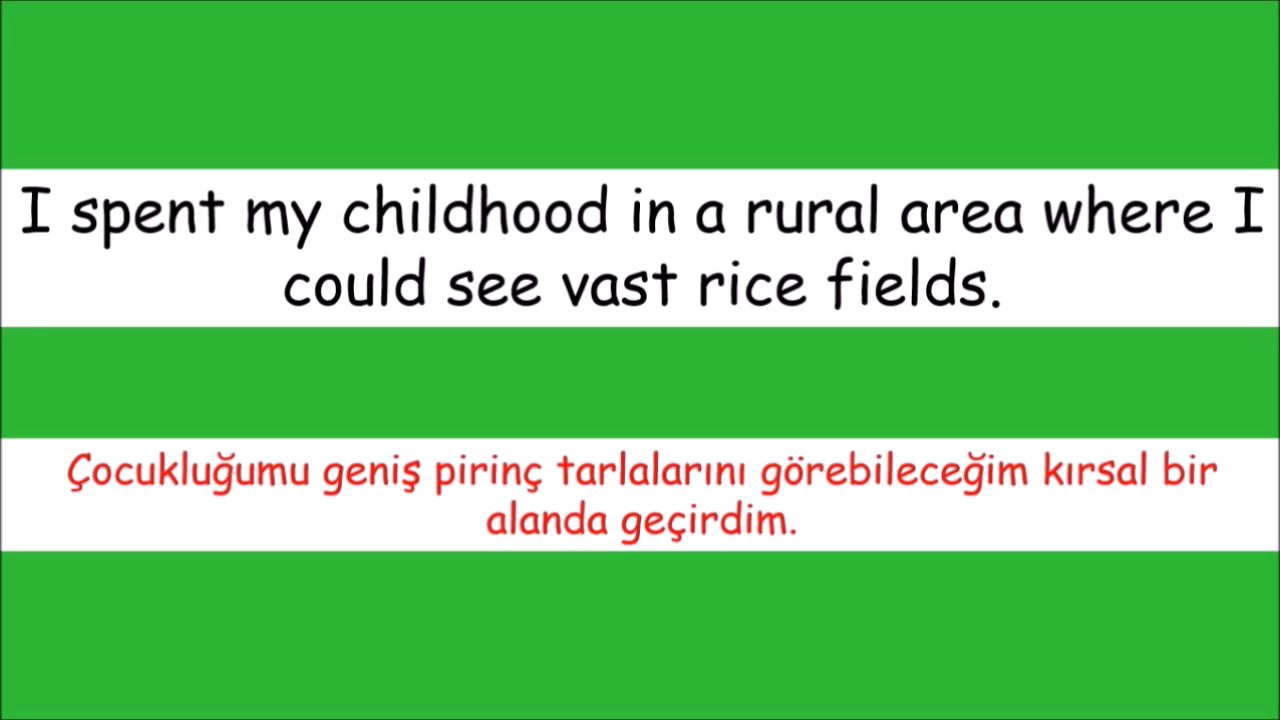 I spent my childhood in a rural area where I
could see vast rice fields.
Çocukluğumu geniş pirinç tarlalarını görebileceğim kırsal bir
alanda geçirdim.